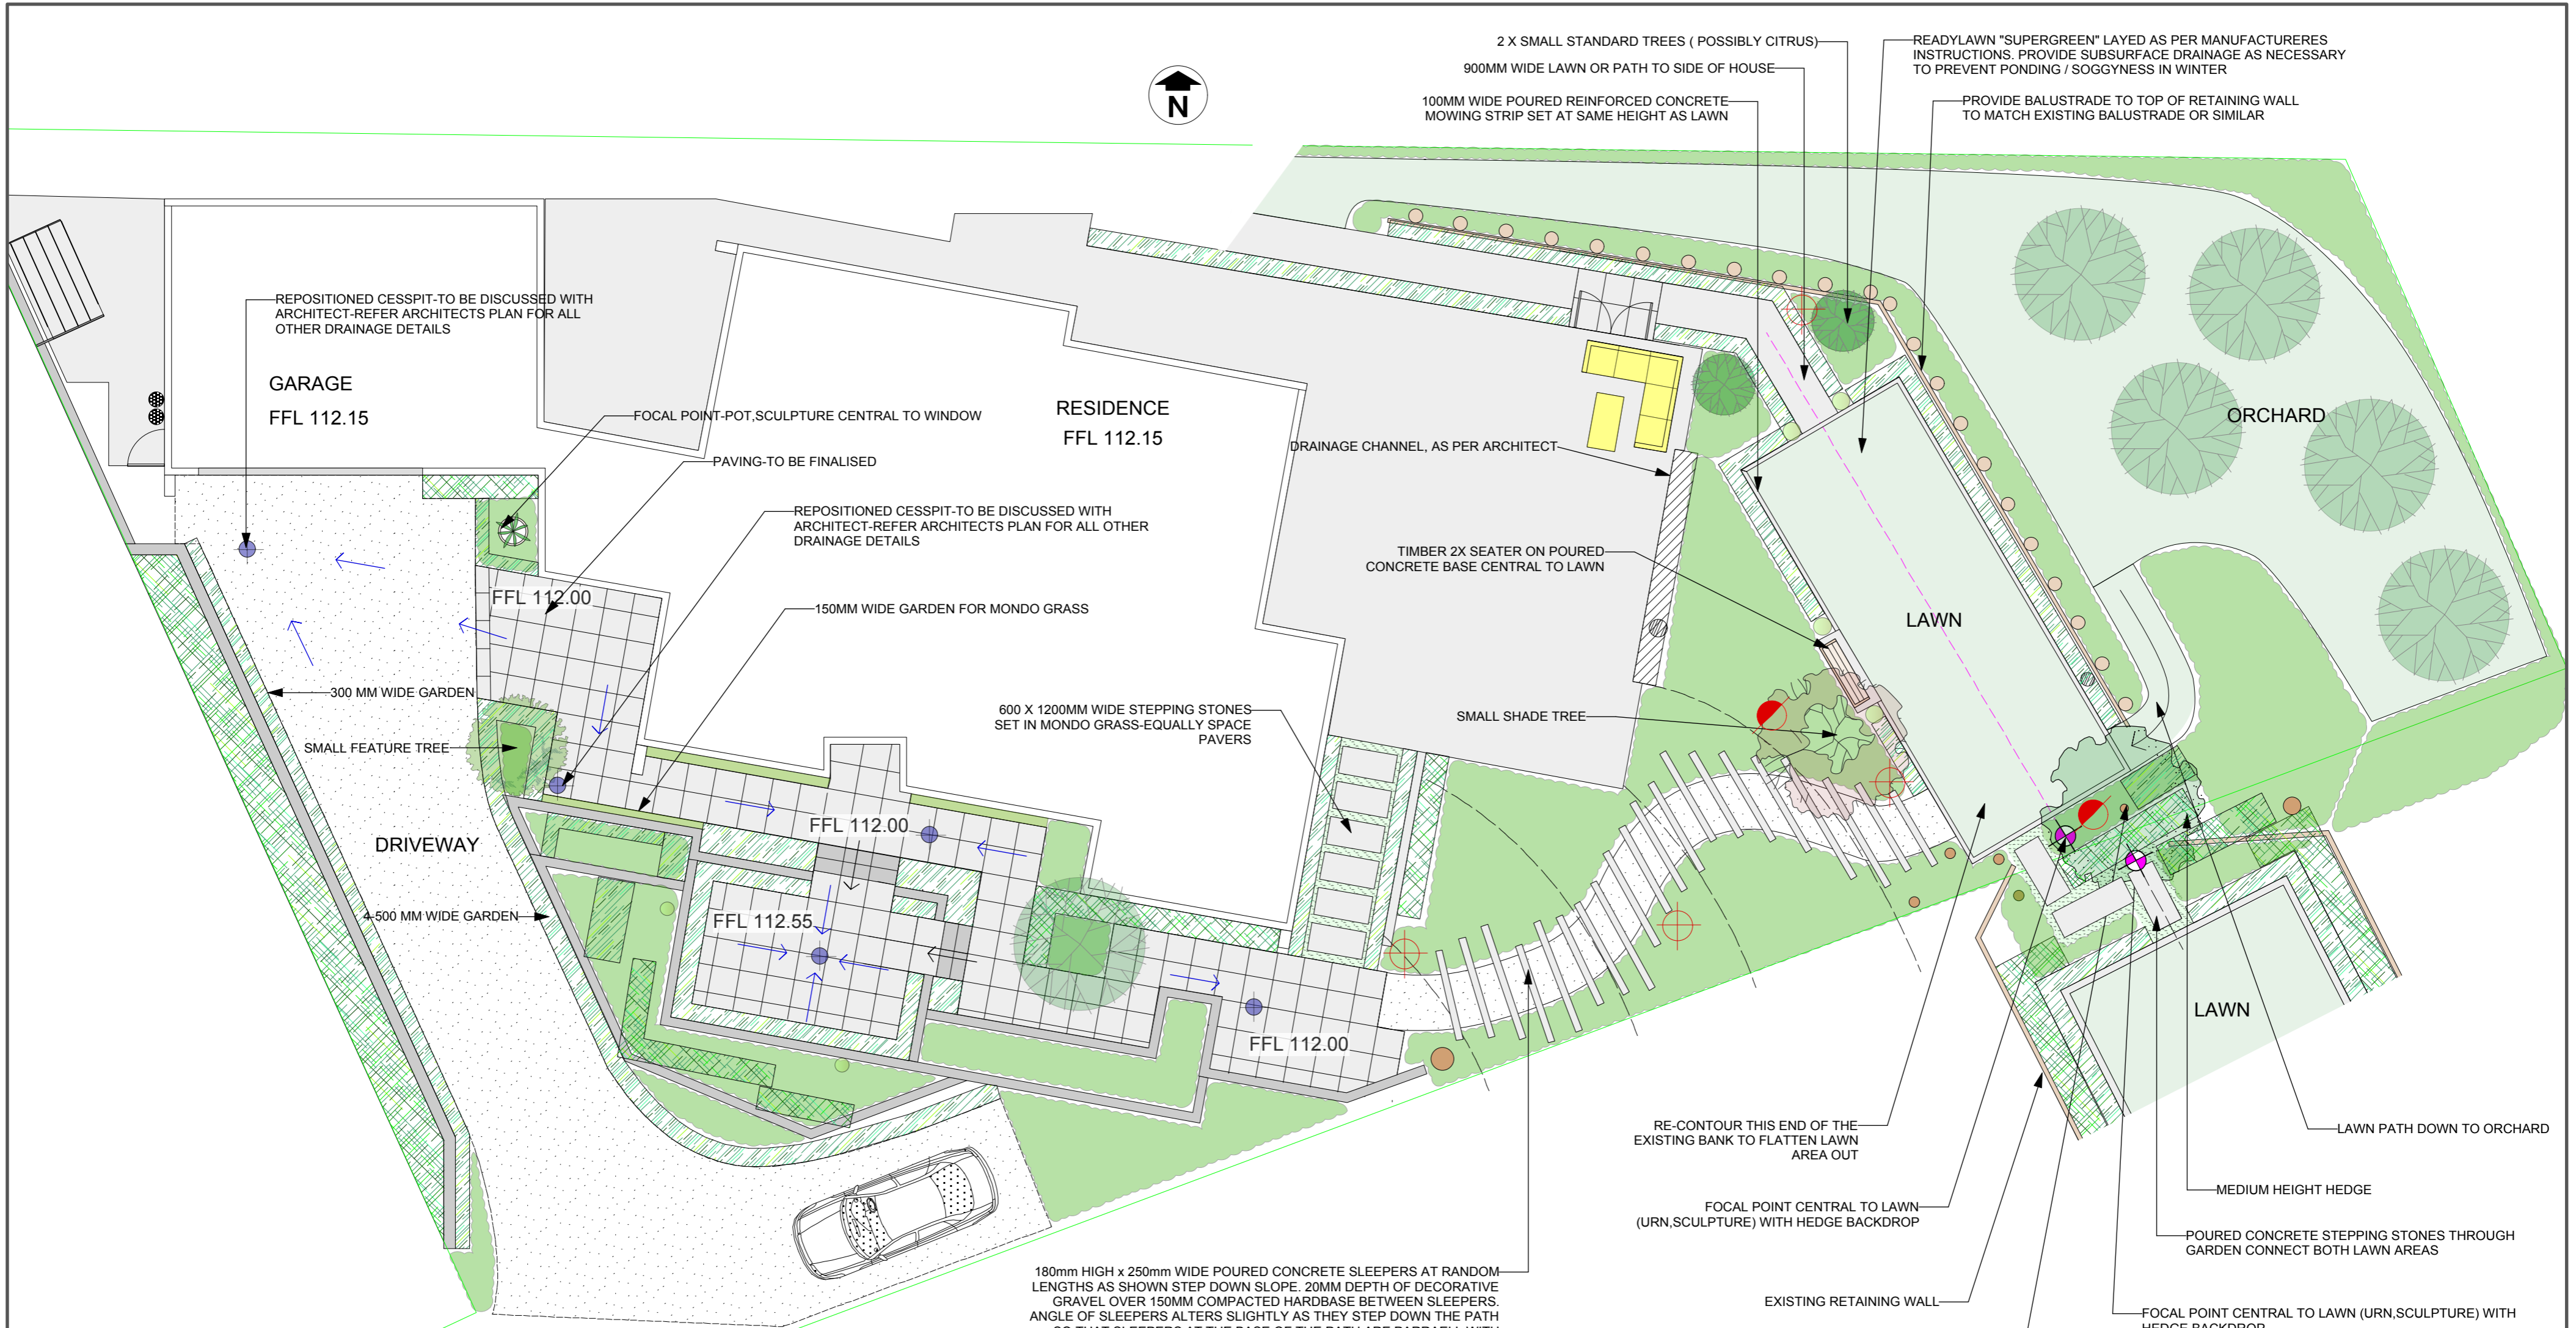 2 X SMALL STANDARD TREES ( POSSIBLY CITRUS)
900MM WIDE LAWN OR PATH TO SIDE OF HOUSE
100MM WIDE POURED REINFORCED CONCRETE
MOWING STRIP SET AT SAME HEIGHT AS LAWN
READYLAWN "SUPERGREEN" LAYED AS PER MANUFACTURERES
INSTRUCTIONS. PROVIDE SUBSURFACE DRAINAGE AS NECESSARY
TO PREVENT PONDING / SOGGYNESS IN WINTER
PROVIDE BALUSTRADE TO TOP OF RETAINING WALL
TO MATCH EXISTING BALUSTRADE OR SIMILAR
N
REPOSITIONED CESSPIT-TO BE DISCUSSED WITH
ARCHITECT-REFER ARCHITECTS PLAN FOR ALL
OTHER DRAINAGE DETAILS
GARAGE
FFL 112.15
FOCAL POINT-POT,SCULPTURE CENTRAL TO WINDOW
RESIDENCE
FFL 112.15
ORCHARD
PAVING-TO BE FINALISED
DRAINAGE CHANNEL, AS PER ARCHITECT
REPOSITIONED CESSPIT-TO BE DISCUSSED WITH
ARCHITECT-REFER ARCHITECTS PLAN FOR ALL OTHER
DRAINAGE DETAILS
TIMBER 2X SEATER ON POURED
CONCRETE BASE CENTRAL TO LAWN
FFL 112.00
150MM WIDE GARDEN FOR MONDO GRASS
LAWN
300 MM WIDE GARDEN
600 X 1200MM WIDE STEPPING STONES
SET IN MONDO GRASS-EQUALLY SPACE
PAVERS
SMALL SHADE TREE
SMALL FEATURE TREE
DRIVEWAY
FFL 112.00
4-500 MM WIDE GARDEN
FFL 112.55
FFL 112.00
LAWN
RE-CONTOUR THIS END OF THE
EXISTING BANK TO FLATTEN LAWN
AREA OUT
LAWN PATH DOWN TO ORCHARD
MEDIUM HEIGHT HEDGE
FOCAL POINT CENTRAL TO LAWN
(URN,SCULPTURE) WITH HEDGE BACKDROP
POURED CONCRETE STEPPING STONES THROUGH
GARDEN CONNECT BOTH LAWN AREAS
180mm HIGH x 250mm WIDE POURED CONCRETE SLEEPERS AT RANDOM
LENGTHS AS SHOWN STEP DOWN SLOPE. 20MM DEPTH OF DECORATIVE
GRAVEL OVER 150MM COMPACTED HARDBASE BETWEEN SLEEPERS.
ANGLE OF SLEEPERS ALTERS SLIGHTLY AS THEY STEP DOWN THE PATH
SO THAT SLEEPERS AT THE BASE OF THE PATH ARE
EXISTING RETAINING WALL
FOCAL POINT CENTRAL TO LAWN (URN,SCULPTURE) WITH
HEDGE BACKDROP